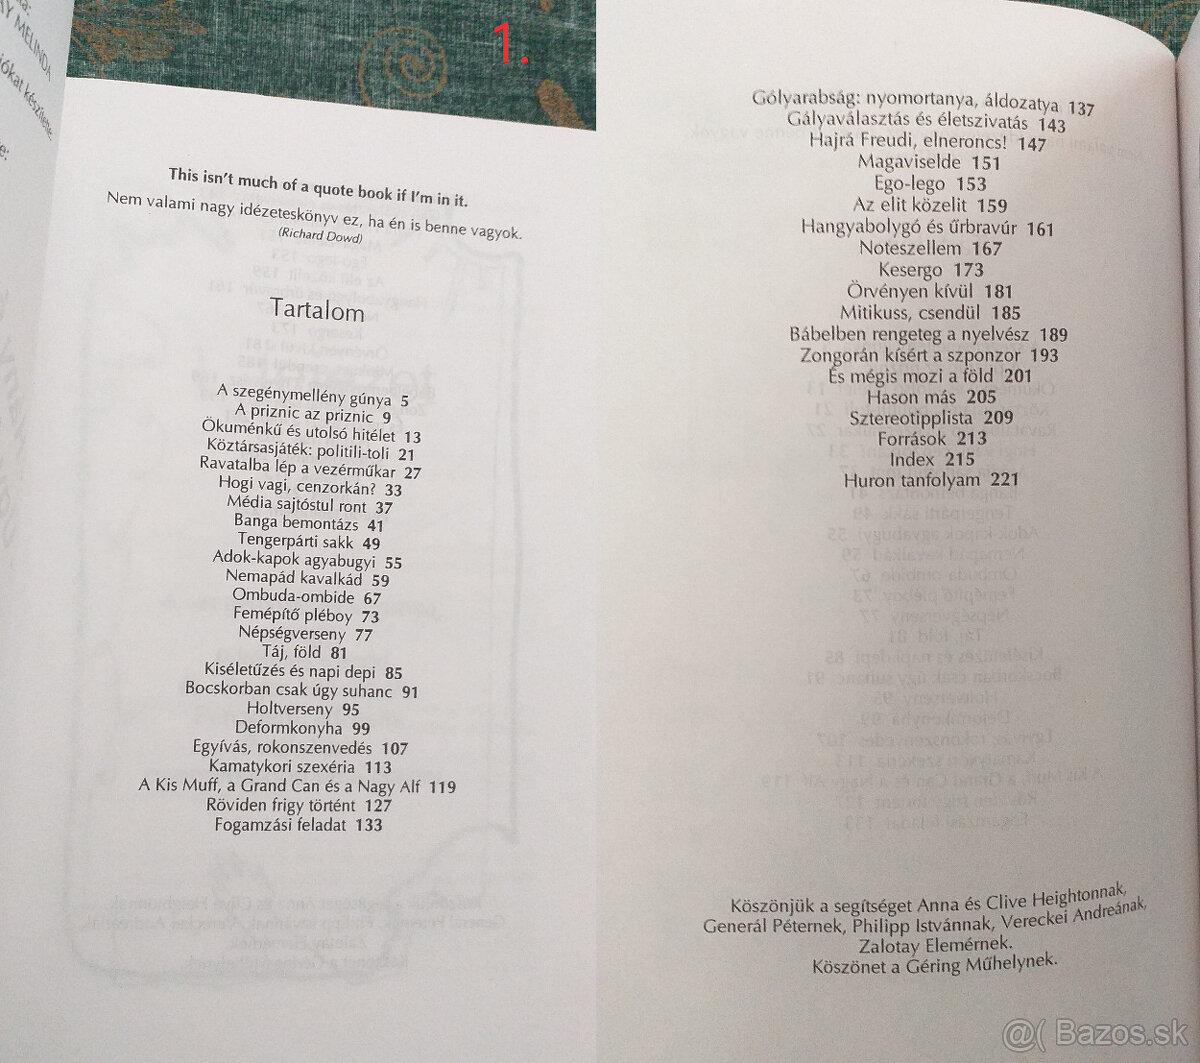 1.
MELINDA
készítette:
This isn't much of a quote book if I'm in it.
Nem valami nagy idézeteskönyv ez, ha én is benne vagyok.
(Richard Dowd)
Tartalom
A szegénymellény gúnya 5
A priznic az priznic 9
Ökuménkű és utolsó hitélet 13
Köztársasjáték: politili-toli 21
Ravatalba lép a vezérműkar 27
Hogi vagi, cenzorkán? 33
Média sajtóstul ront 37
Banga bemontázs 41
Tengerpárti sakk 49
Adok-kapok agyabugyi 55
Nemapád kavalkád 59
Ombuda-ombide 67
Femépítő pléboy 73
Népségverseny 77
Táj, föld 81
Kiséletűzés és napi depi 85
Bocskorban csak úgy suhanc 91
Holtverseny 95
Deformkonyha 99
Egyívás, rokonszenvedés 107
Kamatykori szexéria 113
A Kis Muff, a Grand Can és a Nagy Alf 119
Röviden frigy történt 127
Fogamzási feladat 133
Gólyarabság: nyomortanya, áldozatya 137
Gályaválasztás és életszivatás 143
Hajrá Freudi, elneroncs! 147
Magaviselde 151
Ego-lego 153
Az elit közelit 159
Hangyabolygó és űrbravúr 161
Noteszellem 167
Kesergo 173
Örvényen kívül 181
Mitikuss, csendül 185
Bábelben rengeteg a nyelvész 189
Zongorán kísért a szponzor 193
És mégis mozi a föld 201
Hason más 205
Sztereotipplista 209
Források 213
Index 215
Huron tanfolyam 221
Köszönjük a segítséget Anna és Clive Heightonnak,
Generál Péternek, Philipp Istvánnak, Vereckei Andreának,
Zalotay Elemérnek.
Köszönet a Géring Műhelynek.
@( Bazos.sk